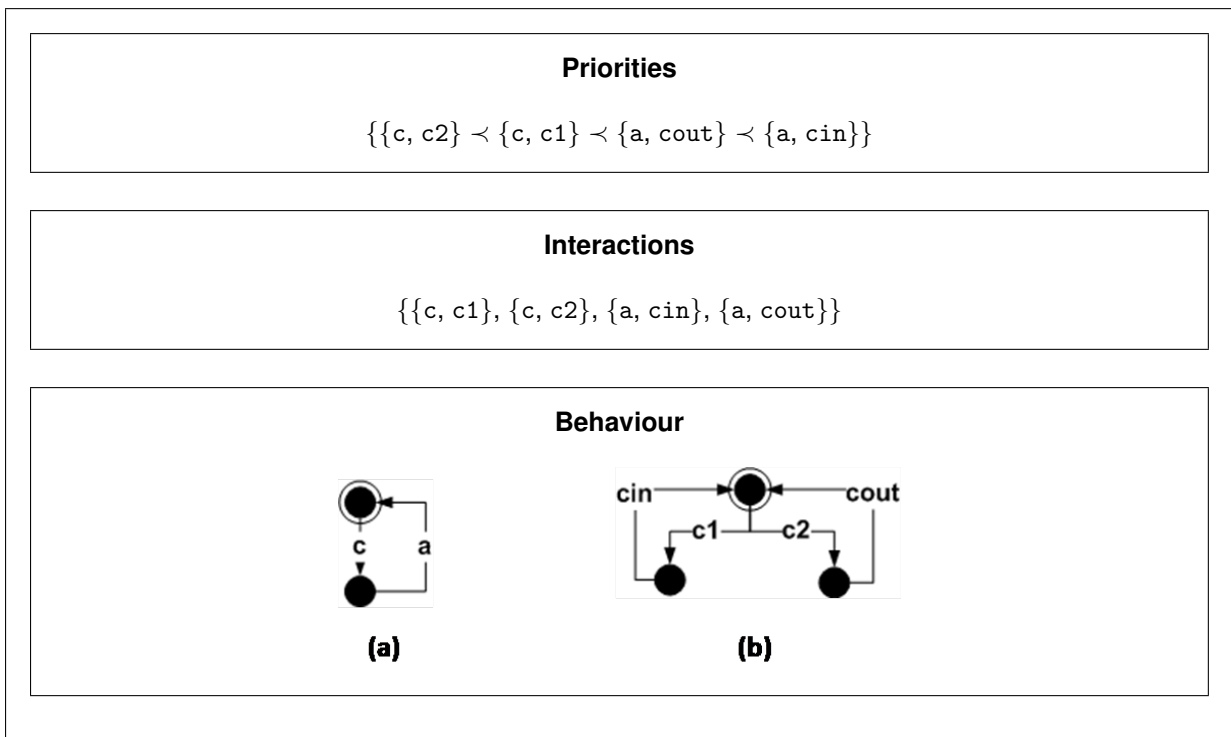 Priorities
{{c, c2} ≺ {c, c1} ≺ {a, cout} ≺ {a, cin}}
Interactions
{{c, c1}, {c, c2}, {a, cin}, {a, cout}}
Behaviour
cin cout
c1 c2
c a
(a) (b)